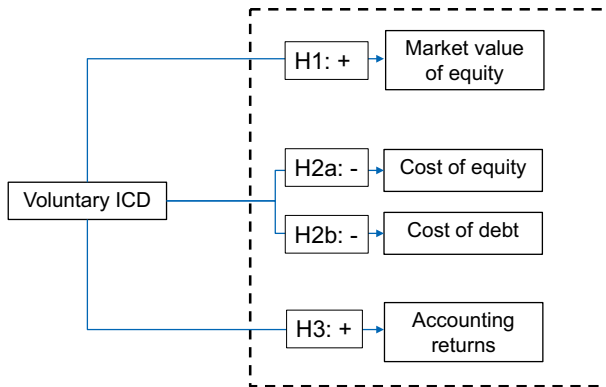 H1: +
Market value
of equity
H2a: -
Cost of equity
Voluntary ICD
H2b: -
Cost of debt
H3: +
Accounting
returns